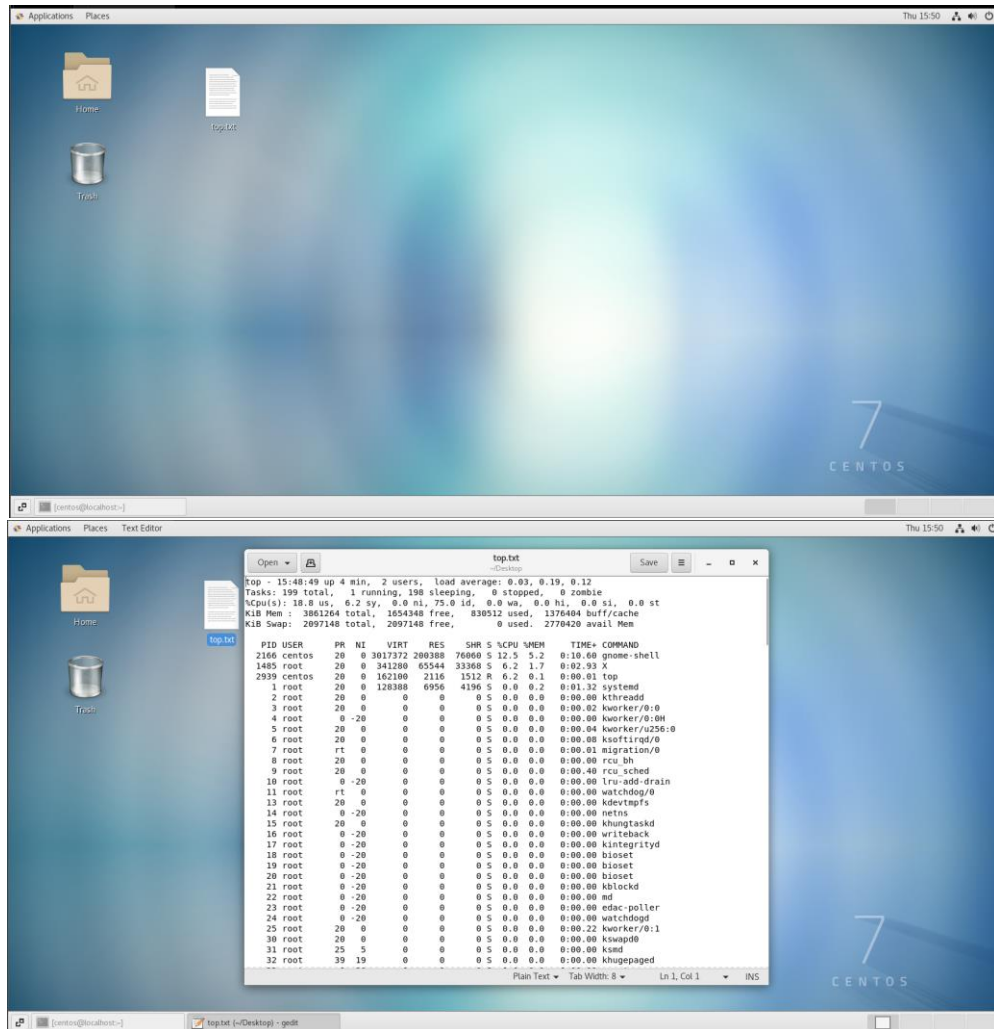 Applications Places Thu 15:50
Home
top.txt
Trash
7
CENTOS
[centos@localhost:~]
Applications Places Text Editor Thu 15:50
Home
top.txt
Trash
Open top.txt Save
~/Desktop
top - 15:48:49 up 4 min, 2 users, load average: 0.03, 0.19, 0.12
Tasks: 199 total, 1 running, 198 sleeping, 0 stopped, 0 zombie
%Cpu(s): 18.8 us, 6.2 sy, 0.0 ni, 75.0 id, 0.0 wa, 0.0 hi, 0.0 si, 0.0 st
KiB Mem : 3861264 total, 1654348 free, 830512 used, 1376404 buff/cache
KiB Swap: 2097148 total, 2097148 free, 0 used. 2770420 avail Mem
PID USER PR NI VIRT RES SHR S %CPU %MEM TIME+ COMMAND
2166 centos 20 0 3017372 200388 76060 S 12.5 5.2 0:10.60 gnome-shell
1485 root 20 0 341280 65544 33368 S 6.2 1.7 0:02.93 X
2939 centos 20 0 162100 2116 1512 R 6.2 0.1 0:00.01 top
1 root 20 0 128388 6956 4196 S 0.0 0.2 0:01.32 systemd
2 root 20 0 0 0 0 S 0.0 0.0 0:00.00 kthreadd
3 root 20 0 0 0 0 S 0.0 0.0 0:00.02 kworker/0:0
4 root 0 -20 0 0 0 S 0.0 0.0 0:00.00 kworker/0:0H
5 root 20 0 0 0 0 S 0.0 0.0 0:00.04 kworker/u256:0
6 root 20 0 0 0 0 S 0.0 0.0 0:00.08 ksoftirqd/0
7 root rt 0 0 0 0 S 0.0 0.0 0:00.01 migration/0
8 root 20 0 0 0 0 S 0.0 0.0 0:00.00 rcu_bh
9 root 20 0 0 0 0 S 0.0 0.0 0:00.40 rcu_sched
10 root 0 -20 0 0 0 S 0.0 0.0 0:00.00 lru-add-drain
11 root rt 0 0 0 0 S 0.0 0.0 0:00.00 watchdog/0
13 root 20 0 0 0 0 S 0.0 0.0 0:00.00 kdevtmpfs
14 root 0 -20 0 0 0 S 0.0 0.0 0:00.00 netns
15 root 20 0 0 0 0 S 0.0 0.0 0:00.00 khungtaskd
16 root 0 -20 0 0 0 S 0.0 0.0 0:00.00 writeback
17 root 0 -20 0 0 0 S 0.0 0.0 0:00.00 kintegrityd
18 root 0 -20 0 0 0 S 0.0 0.0 0:00.00 bioset
19 root 0 -20 0 0 0 S 0.0 0.0 0:00.00 bioset
20 root 0 -20 0 0 0 S 0.0 0.0 0:00.00 bioset
21 root 0 -20 0 0 0 S 0.0 0.0 0:00.00 kblockd
22 root 0 -20 0 0 0 S 0.0 0.0 0:00.00 md
23 root 0 -20 0 0 0 S 0.0 0.0 0:00.00 edac-poller
24 root 0 -20 0 0 0 S 0.0 0.0 0:00.00 watchdogd
25 root 20 0 0 0 0 S 0.0 0.0 0:00.22 kworker/0:1
30 root 20 0 0 0 0 S 0.0 0.0 0:00.00 kswapd0
31 root 25 5 0 0 0 S 0.0 0.0 0:00.00 ksmd
32 root 39 19 0 0 0 S 0.0 0.0 0:00.00 khugepaged
Plain Text Tab Width: 8 Ln 1, Col 1 INS
7
CENTOS
[centos@localhost:~] top.txt (~/Desktop) - gedit